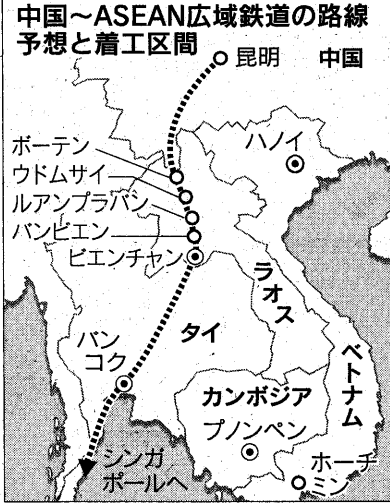 中国～ASEAN広域鉄道の路線
予想と着工区間
昆明
中国
ハノイ
ボーテン
ウドムサイ
ルアンプラバン
バンビエン
ビエンチャン
ラオス
タイ
バン
コク
ベトナム
カンボジア
プノンペン
ホーチ
ミン
シンガ
ポールへ